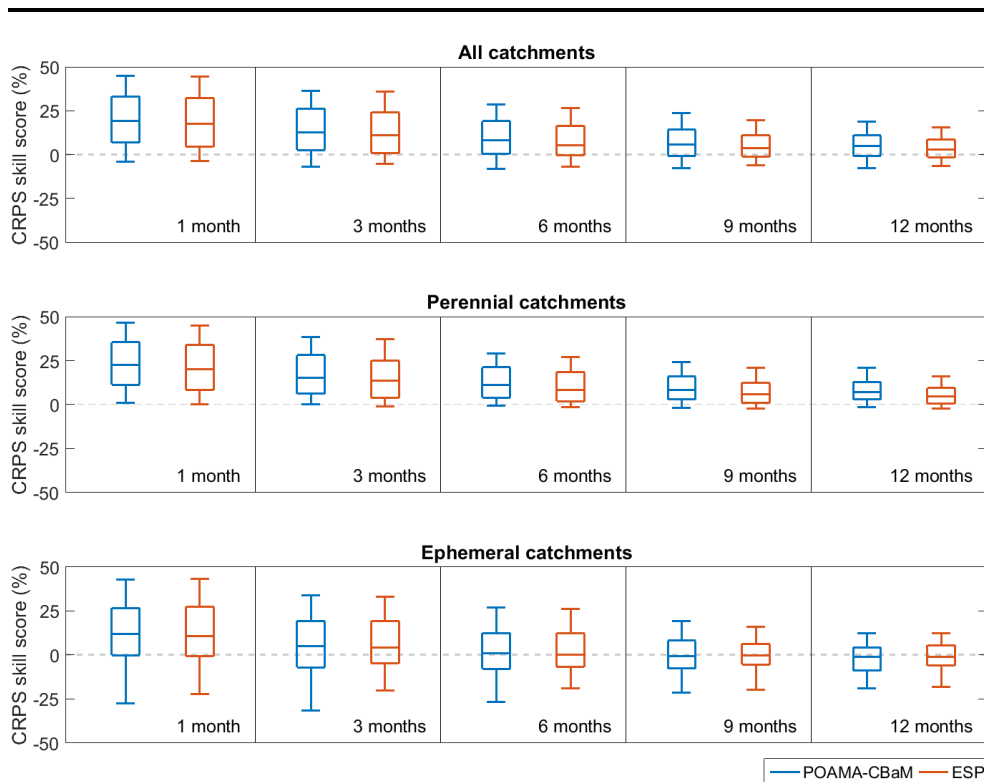 All catchments
CRPS skill score (%)
50
25
0
-25
-50
1 month
3 months
6 months
9 months
12 months
Perennial catchments
CRPS skill score (%)
50
25
0
-25
-50
1 month
3 months
6 months
9 months
12 months
Ephemeral catchments
CRPS skill score (%)
50
25
0
-25
-50
1 month
3 months
6 months
9 months
12 months
POAMA-CBaM
ESP